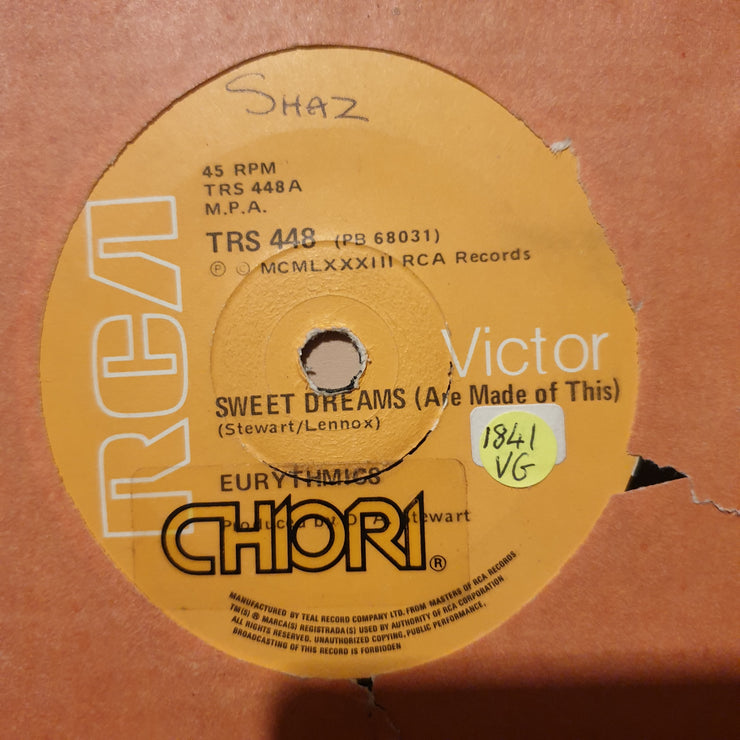 SHAZ
45 RPM
TRS 448A
M.P.A.
TRS 448 (PB 68031)
Ⓟ © MCMLXXXIII RCA Records
RCA
Victor
SWEET DREAMS (Are Made of This)
(Stewart/Lennox)
1841
VG
EURYTHMICS
Produced by D. A. Stewart
CHIORI®
MANUFACTURED BY TEAL RECORD COMPANY LTD. FROM MASTERS OF RCA RECORDS
TM(S) ® MARCA(S) REGISTRADA(S) USED BY AUTHORITY OF RCA CORPORATION
ALL RIGHTS RESERVED. UNAUTHORIZED COPYING, PUBLIC PERFORMANCE,
BROADCASTING OF THIS RECORD IS FORBIDDEN